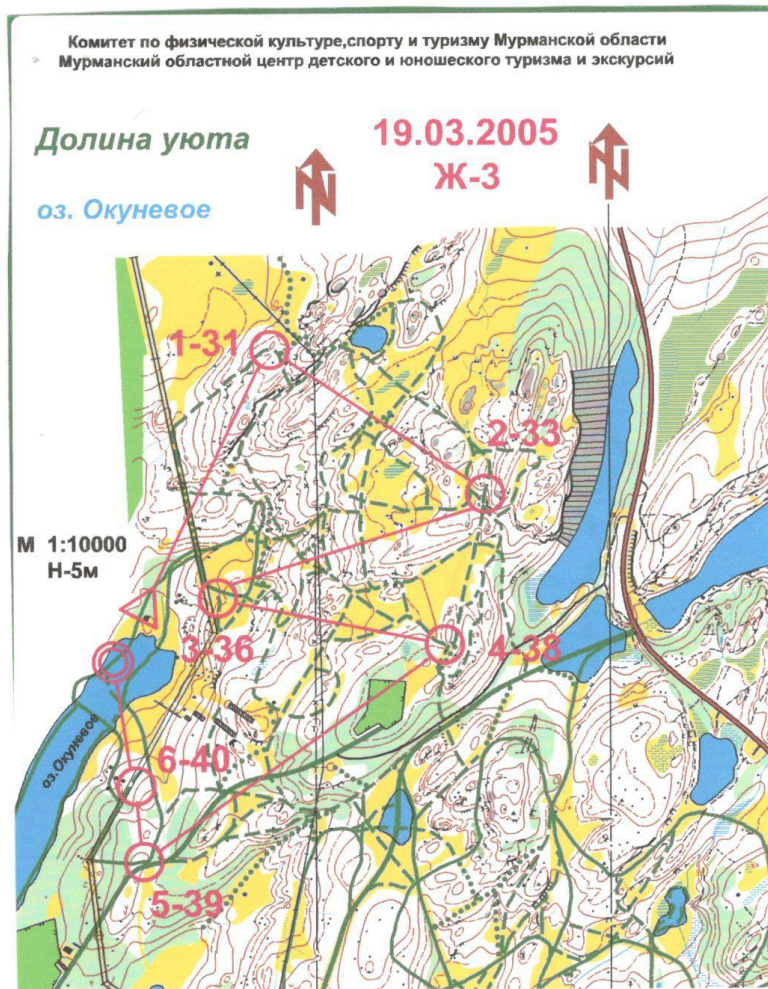 Комитет по физической культуре,спорту и туризму Мурманской области
Мурманский областной центр детского и юношеского туризма и экскурсий
Долина уюта
19.03.2005
Ж-3
оз. Окуневое
N
N
1-31
2-33
М 1:10000
Н-5м
3-36
4-38
оз.Окуневое
6-40
5-39